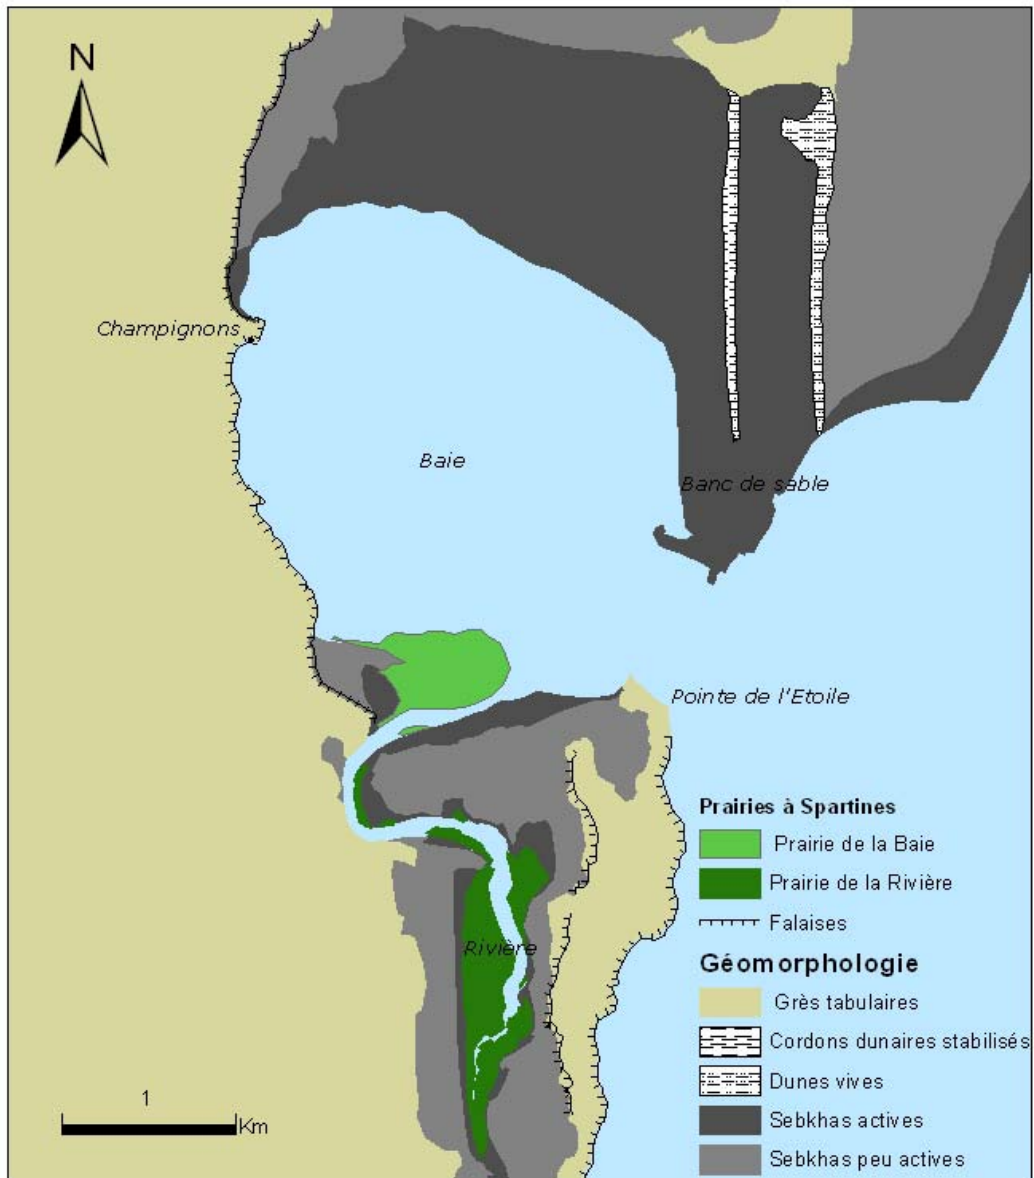 N
Champignons
Baie
Banc de sable
Pointe de l'Etoile
Rivière
Prairies à Spartines
Prairie de la Baie
Prairie de la Rivière
Falaises
Géomorphologie
Grès tabulaires
Cordons dunaires stabilisés
Dunes vives
Sebkhas actives
Sebkhas peu actives
1
Km